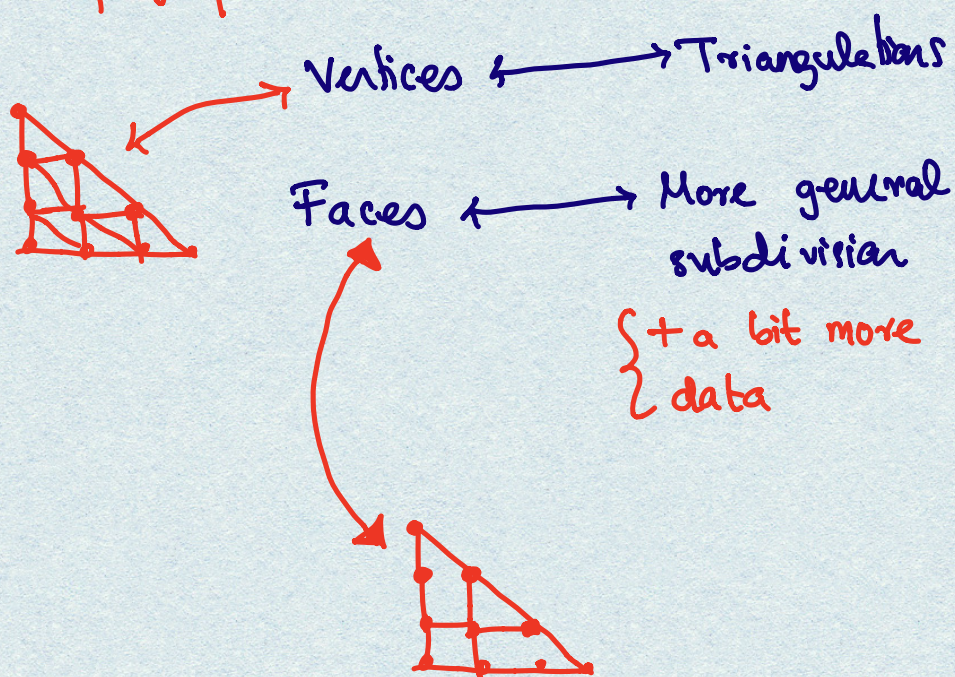 Vertices ⟷ Triangulations
Faces ⟷ More general
subdivision
{ + a bit more
data